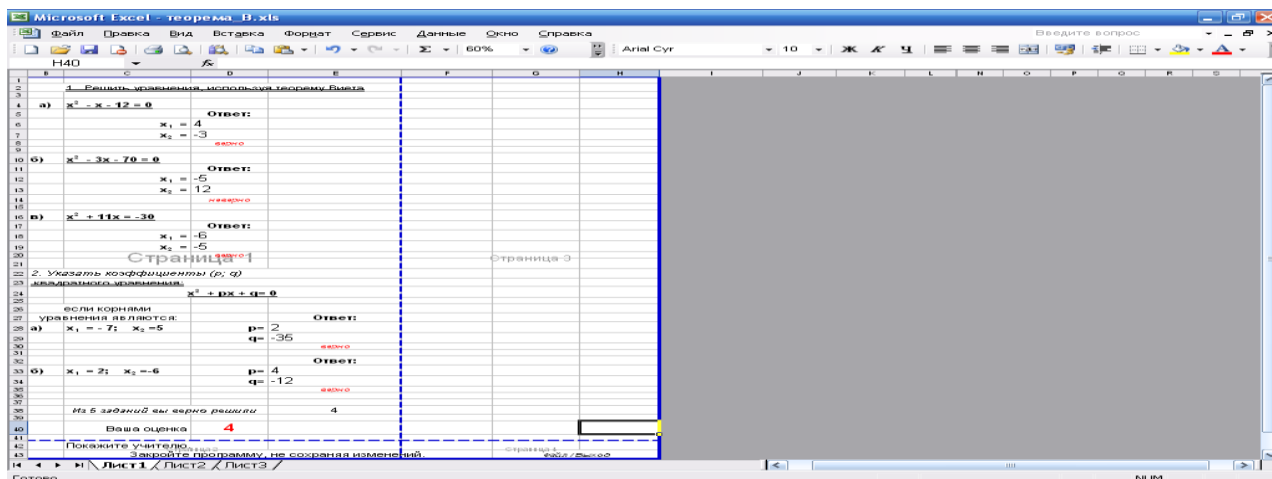 Microsoft Excel - теорема_В.xls
Файл Правка Вид Вставка Формат Сервис Данные Окно Справка Введите вопрос
60% Arial Cyr 10 Ж К Ч
H40 fx
B C D E F G H I J K L M N O P Q R S
1. Решить уравнения, используя теорему Виета
а) x² - x - 12 = 0
Ответ:
x₁ = 4
x₂ = -3
верно
б) x² - 3x - 70 = 0
Ответ:
x₁ = -5
x₂ = 12
неверно
в) x² + 11x = -30
Ответ:
x₁ = -6
x₂ = -5
верно
Страница 1 Страница 3
2. Указать коэффициенты (p; q)
квадратного уравнения:
x² + px + q= 0
если корнями
уравнения являются: Ответ:
а) x₁ = - 7; x₂ =5 p= 2
q= -35
верно
Ответ:
б) x₁ = 2; x₂ =-6 p= 4
q= -12
верно
Из 5 заданий вы верно решили 4
Ваша оценка 4
Покажите учителю.
Закройте программу, не сохраняя изменений. Файл/Выход
Лист1 Лист2 Лист3
Готово NUM